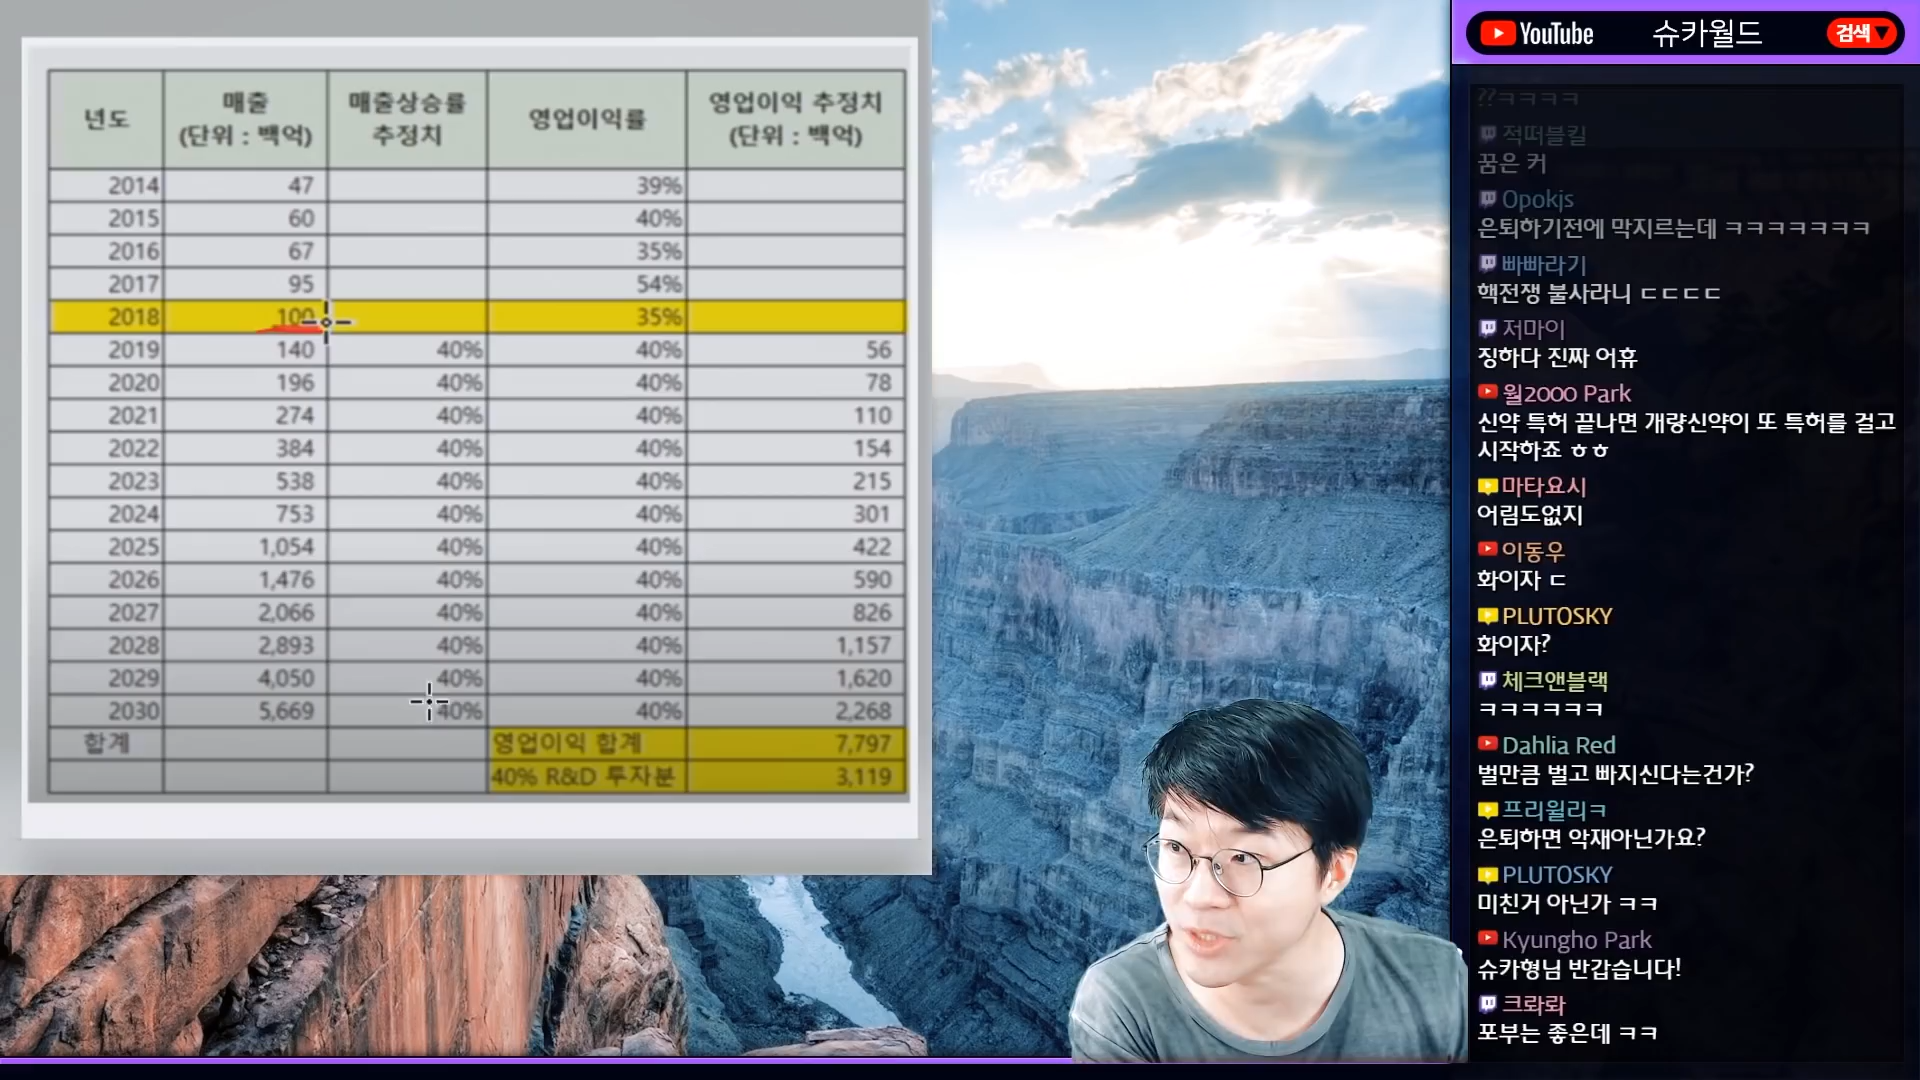 년도 매출 (단위 : 백억) 매출상승률 추정치 영업이익률 영업이익 추정치 (단위 : 백억)
2014 47 39%
2015 60 40%
2016 67 35%
2017 95 54%
2018 100 35%
2019 140 40% 40% 56
2020 196 40% 40% 78
2021 274 40% 40% 110
2022 384 40% 40% 154
2023 538 40% 40% 215
2024 753 40% 40% 301
2025 1,054 40% 40% 422
2026 1,476 40% 40% 590
2027 2,066 40% 40% 826
2028 2,893 40% 40% 1,157
2029 4,050 40% 40% 1,620
2030 5,669 40% 40% 2,268
합계 영업이익 합계 7,797
40% R&D 투자분 3,119
YouTube 슈카월드 검색▼
??ㅋㅋㅋㅋ
적떠블킬
꿈은 커
Opokjs
은퇴하기전에 막지르는데 ㅋㅋㅋㅋㅋㅋㅋ
빠빠라기
핵전쟁 불사라니 ㄷㄷㄷㄷ
저마이
징하다 진짜 어휴
월2000 Park
신약 특허 끝나면 개량신약이 또 특허를 걸고
시작하죠 ㅎㅎ
마타요시
어림도없지
이동우
화이자 ㄷ
PLUTOSKY
화이자?
체크앤블랙
ㅋㅋㅋㅋㅋㅋ
Dahlia Red
벌만큼 벌고 빠지신다는건가?
프리윌리ㅋ
은퇴하면 악재아닌가요?
PLUTOSKY
미친거 아닌가 ㅋㅋ
Kyungho Park
슈카형님 반갑습니다!
크롸롸
포부는 좋은데 ㅋㅋ